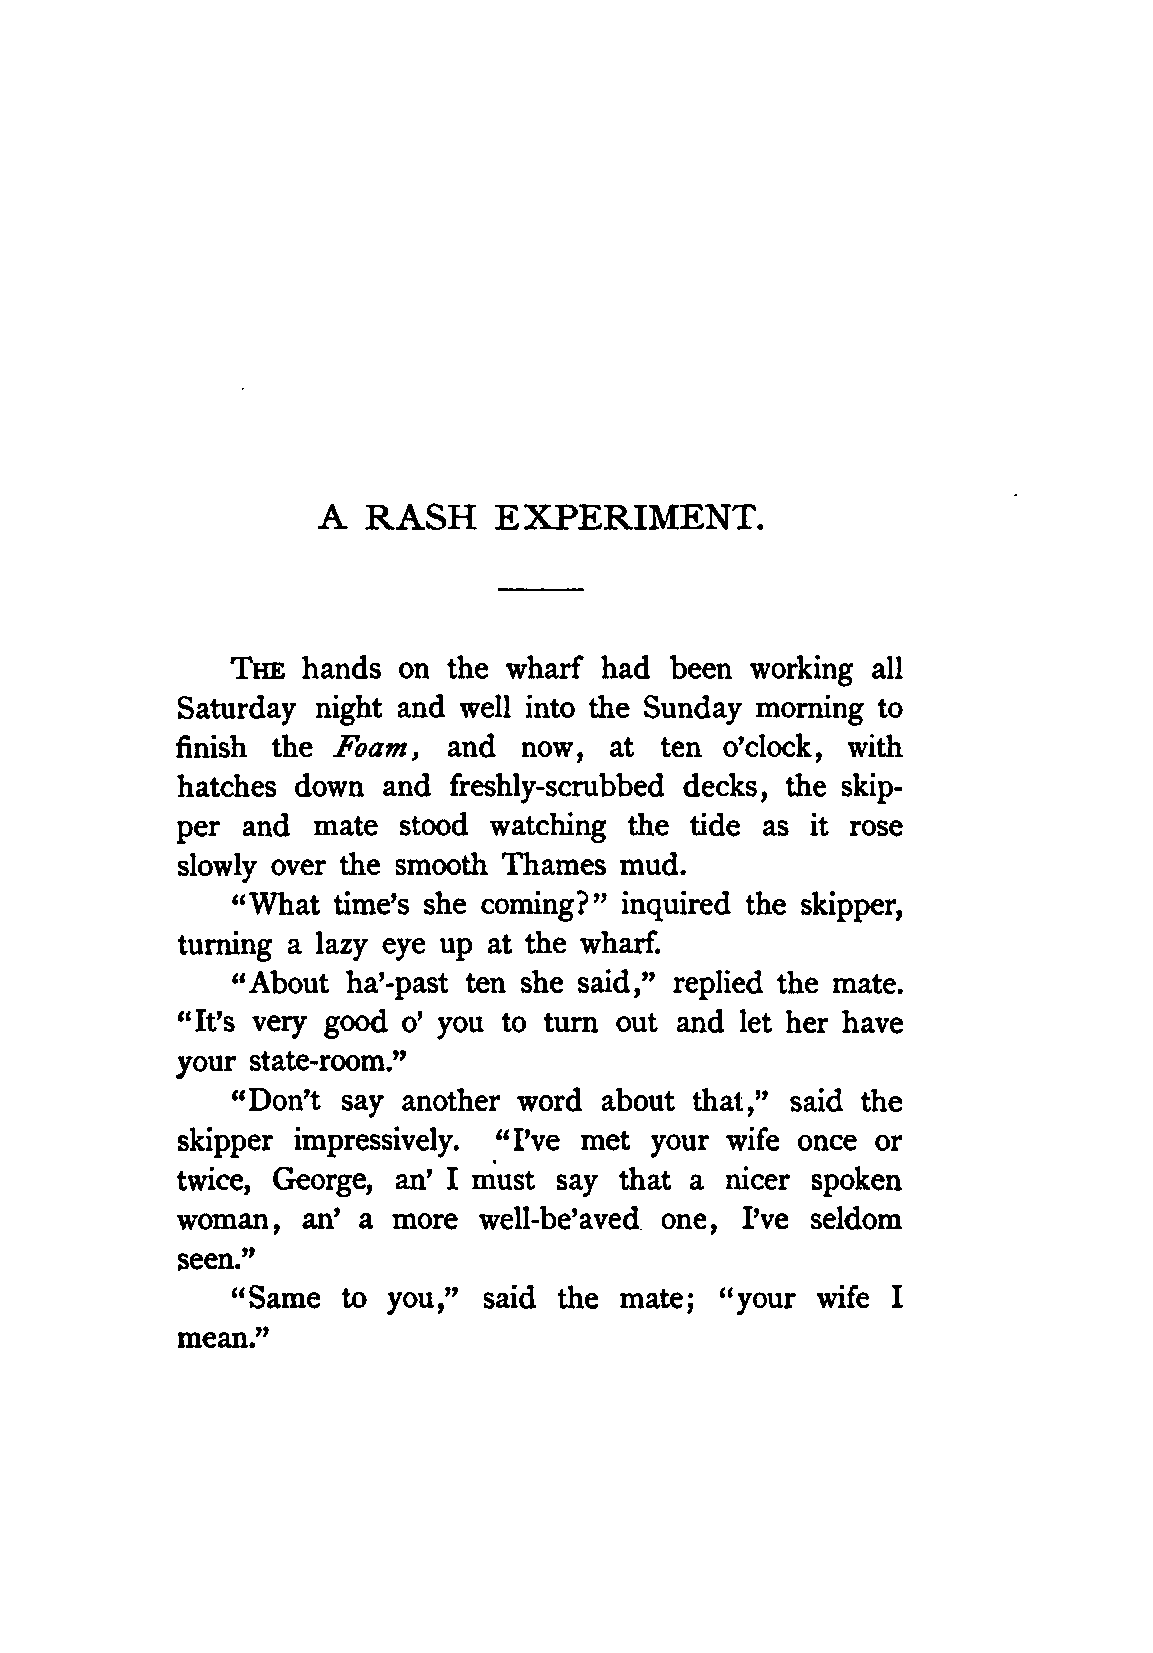 A RASH EXPERIMENT.
THE hands on the wharf had been working all
Saturday night and well into the Sunday morning to
finish the Foam, and now, at ten o'clock, with
hatches down and freshly-scrubbed decks, the skip-
per and mate stood watching the tide as it rose
slowly over the smooth Thames mud.
"What time's she coming?" inquired the skipper,
turning a lazy eye up at the wharf.
"About ha'-past ten she said," replied the mate.
"It's very good o' you to turn out and let her have
your state-room."
"Don't say another word about that," said the
skipper impressively. "I've met your wife once or
twice, George, an' I must say that a nicer spoken
woman, an' a more well-be'aved one, I've seldom
seen."
"Same to you," said the mate; "your wife I
mean."